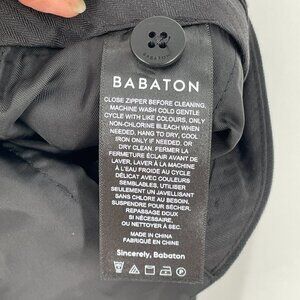 BABATON
BABATON
CLOSE ZIPPER BEFORE CLEANING.
MACHINE WASH COLD GENTLE
CYCLE WITH LIKE COLOURS, ONLY
NON-CHLORINE BLEACH WHEN
NEEDED, HANG TO DRY, COOL
IRON IF NEEDED, OR
DRY CLEAN. FERMER LA
FERMETURE ÉCLAIR AVANT DE
LAVER, LAVER À LA MACHINE
À L'EAU FROIDE AU CYCLE
DÉLICAT AVEC COULEURS
SEMBLABLES, UTILISER
SEULEMENT UN JAVELLISANT
SANS CHLORE AU BESOIN,
SUSPENDRE POUR SÉCHER,
REPASSAGE DOUX
SI NÉCESSAIRE,
OU NETTOYAGE À SEC.
MADE IN CHINA
FABRIQUÉ EN CHINE
Sincerely, Babaton